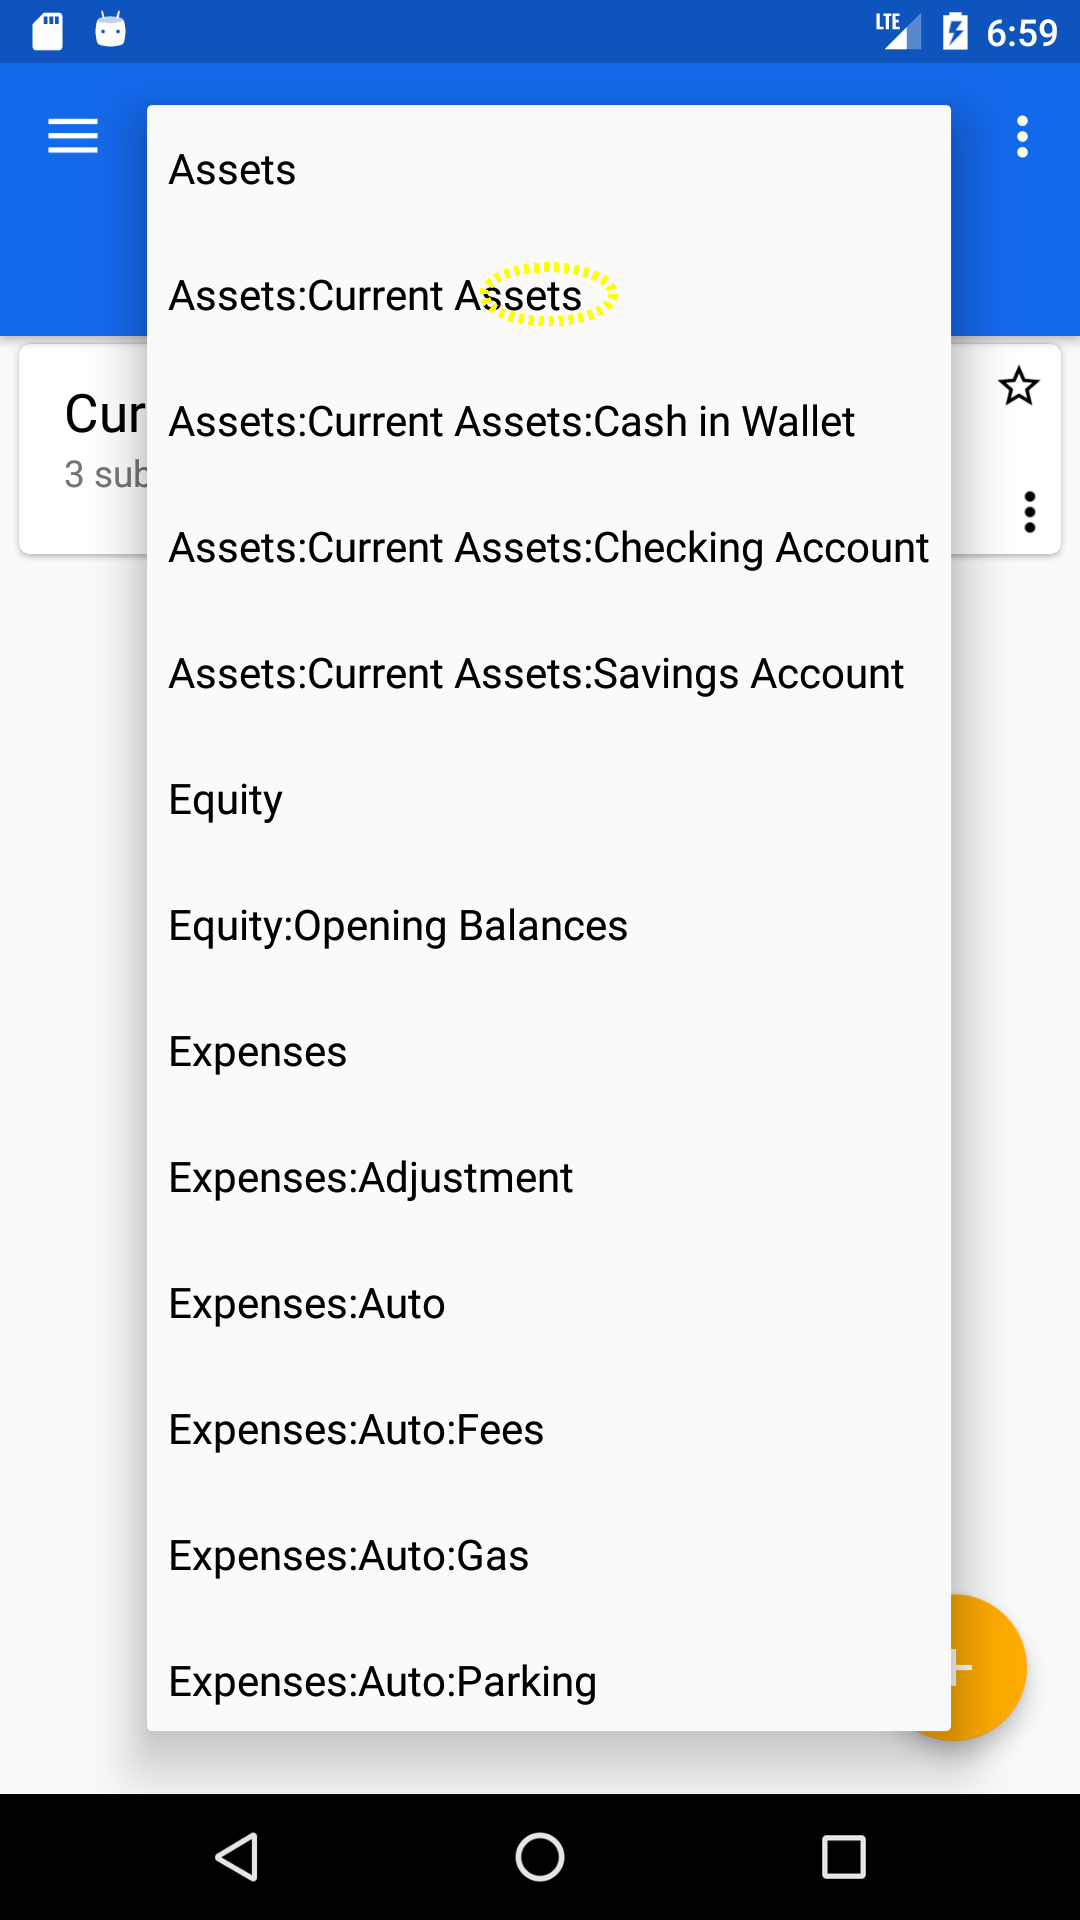 LTE 6:59
Assets
Assets:Current Assets
Cur
3 sub
Assets:Current Assets:Cash in Wallet
Assets:Current Assets:Checking Account
Assets:Current Assets:Savings Account
Equity
Equity:Opening Balances
Expenses
Expenses:Adjustment
Expenses:Auto
Expenses:Auto:Fees
Expenses:Auto:Gas
Expenses:Auto:Parking